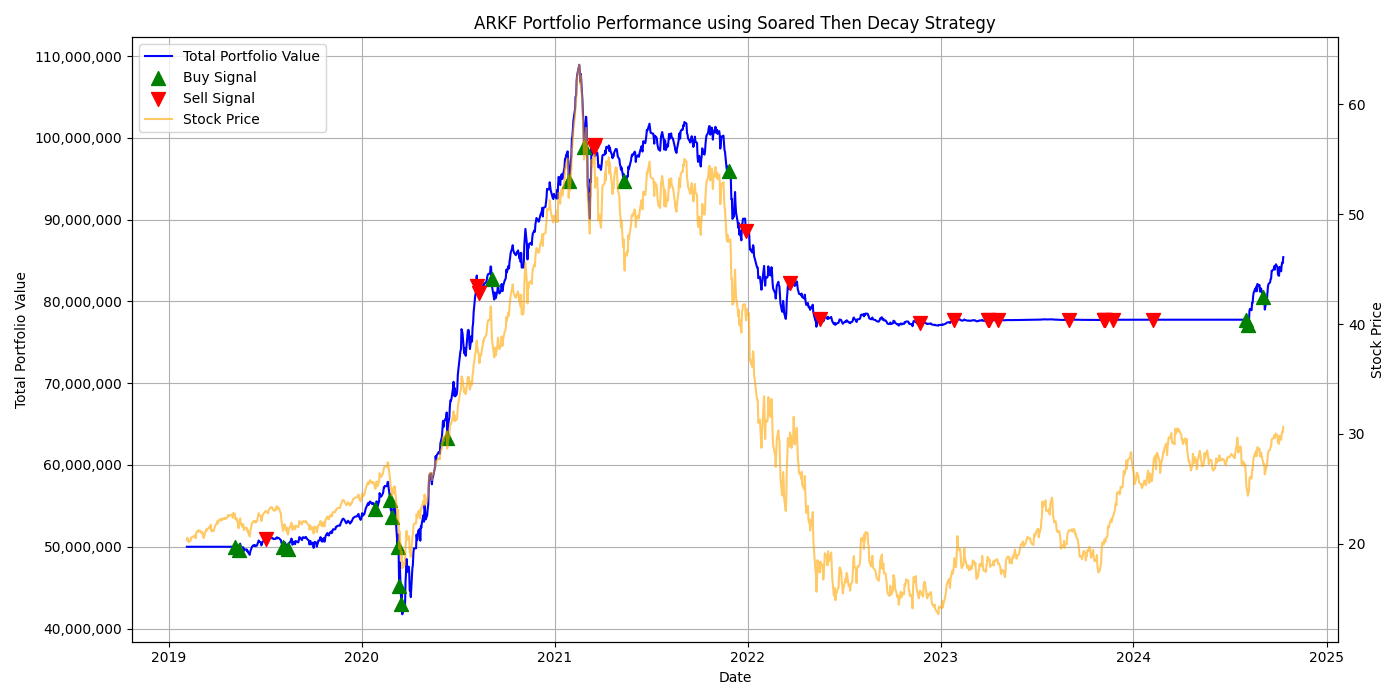 ARKF Portfolio Performance using Soared Then Decay Strategy
Total Portfolio Value
Buy Signal
Sell Signal
Stock Price
110,000,000
100,000,000
90,000,000
80,000,000
70,000,000
60,000,000
50,000,000
40,000,000
Total Portfolio Value
60
50
40
30
20
Stock Price
2019
2020
2021
2022
2023
2024
2025
Date